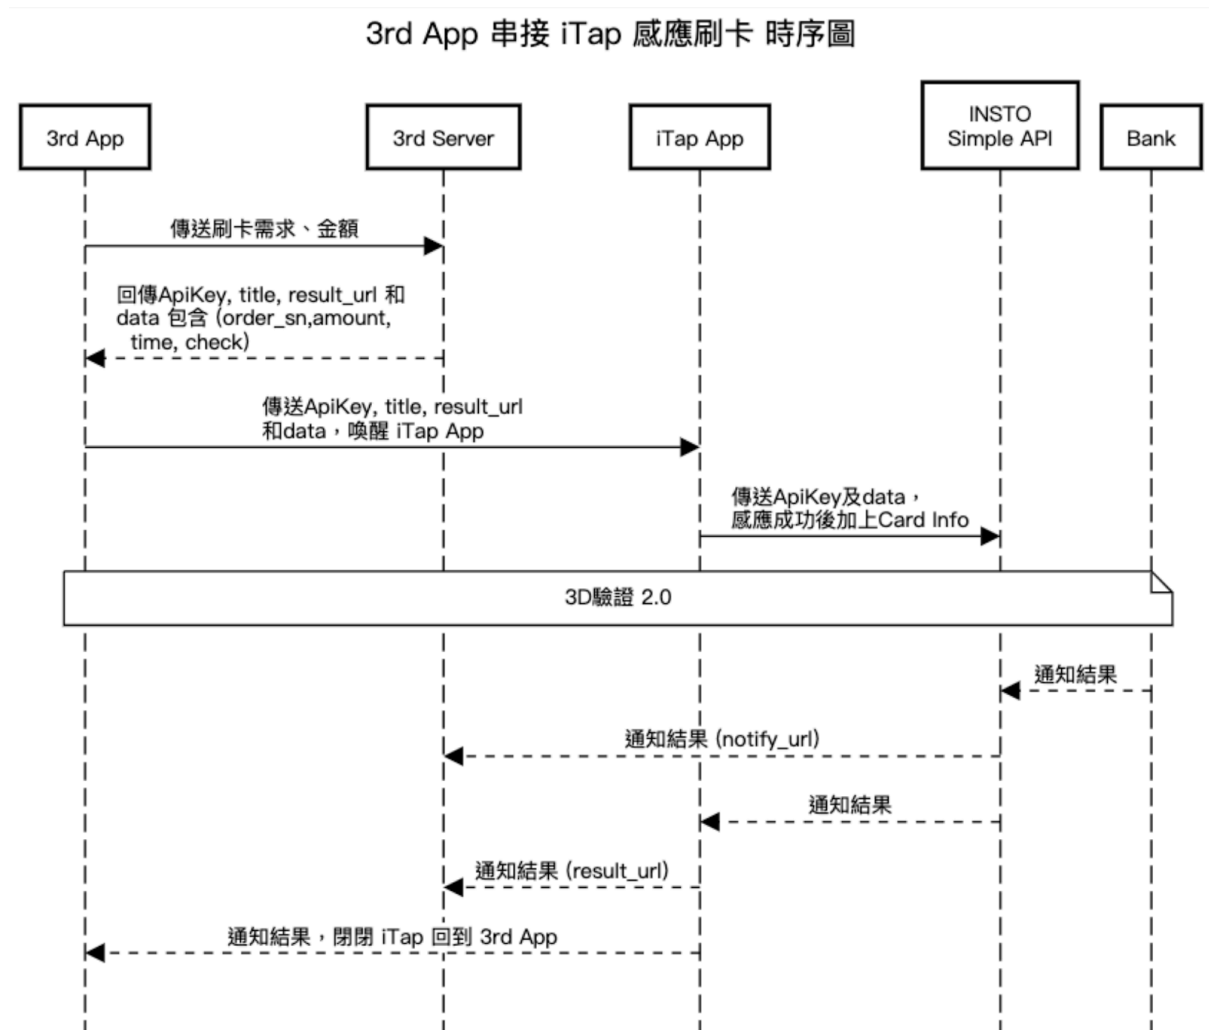 3rd App 串接 iTap 感應刷卡 時序圖
3rd App
3rd Server
iTap App
INSTO
Simple API
Bank
傳送刷卡需求、金額
回傳ApiKey, title, result_url 和
data 包含 (order_sn,amount,
time, check)
傳送ApiKey, title, result_url
和data，喚醒 iTap App
傳送ApiKey及data，
感應成功後加上Card Info
3D驗證 2.0
通知結果
通知結果 (notify_url)
通知結果
通知結果 (result_url)
通知結果，閉閉 iTap 回到 3rd App